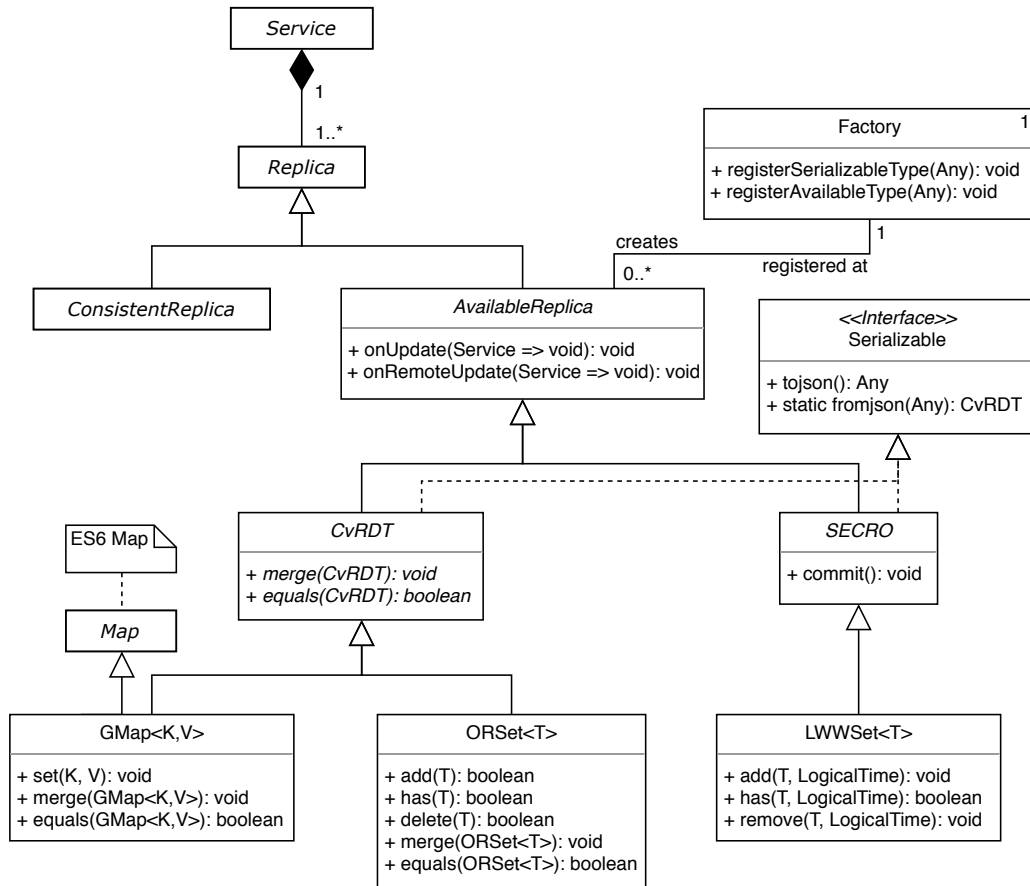 Service
1
1..*
Replica
Factory
1
+ registerSerializableType(Any): void
+ registerAvailableType(Any): void
1
creates
registered at
0..*
ConsistentReplica
AvailableReplica
+ onUpdate(Service => void): void
+ onRemoteUpdate(Service => void): void
<<Interface>>
Serializable
+ tojson(): Any
+ static fromjson(Any): CvRDT
ES6 Map
Map
CvRDT
+ merge(CvRDT): void
+ equals(CvRDT): boolean
SECRO
+ commit(): void
GMap<K,V>
+ set(K, V): void
+ merge(GMap<K,V>): void
+ equals(GMap<K,V>): boolean
ORSet<T>
+ add(T): boolean
+ has(T): boolean
+ delete(T): boolean
+ merge(ORSet<T>): void
+ equals(ORSet<T>): boolean
LWWSet<T>
+ add(T, LogicalTime): void
+ has(T, LogicalTime): boolean
+ remove(T, LogicalTime): void